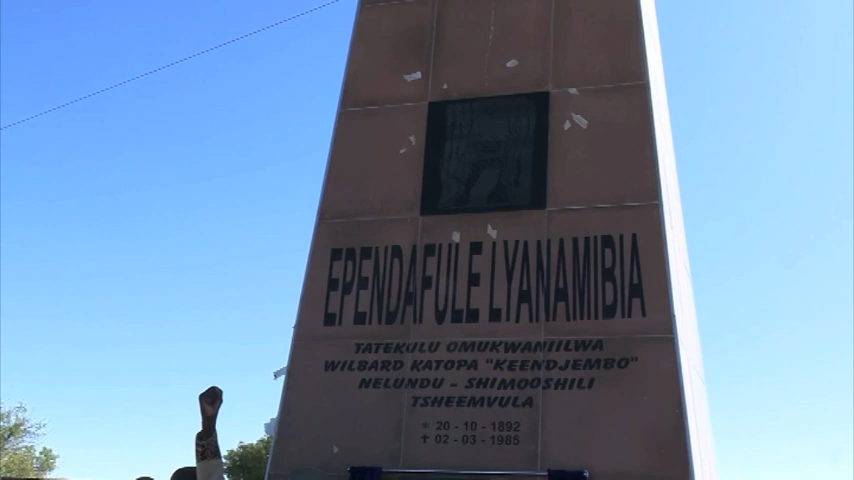 EPENDAFULE LYANAMIBIA
TATEKULU OMUKWANIILWA
WILBARD KATOPA "KEENDJEMBO"
NELUNDU - SHIMOOSHILI
TSHEEMVULA
* 20 - 10 - 1892
✝ 02 - 03 - 1985